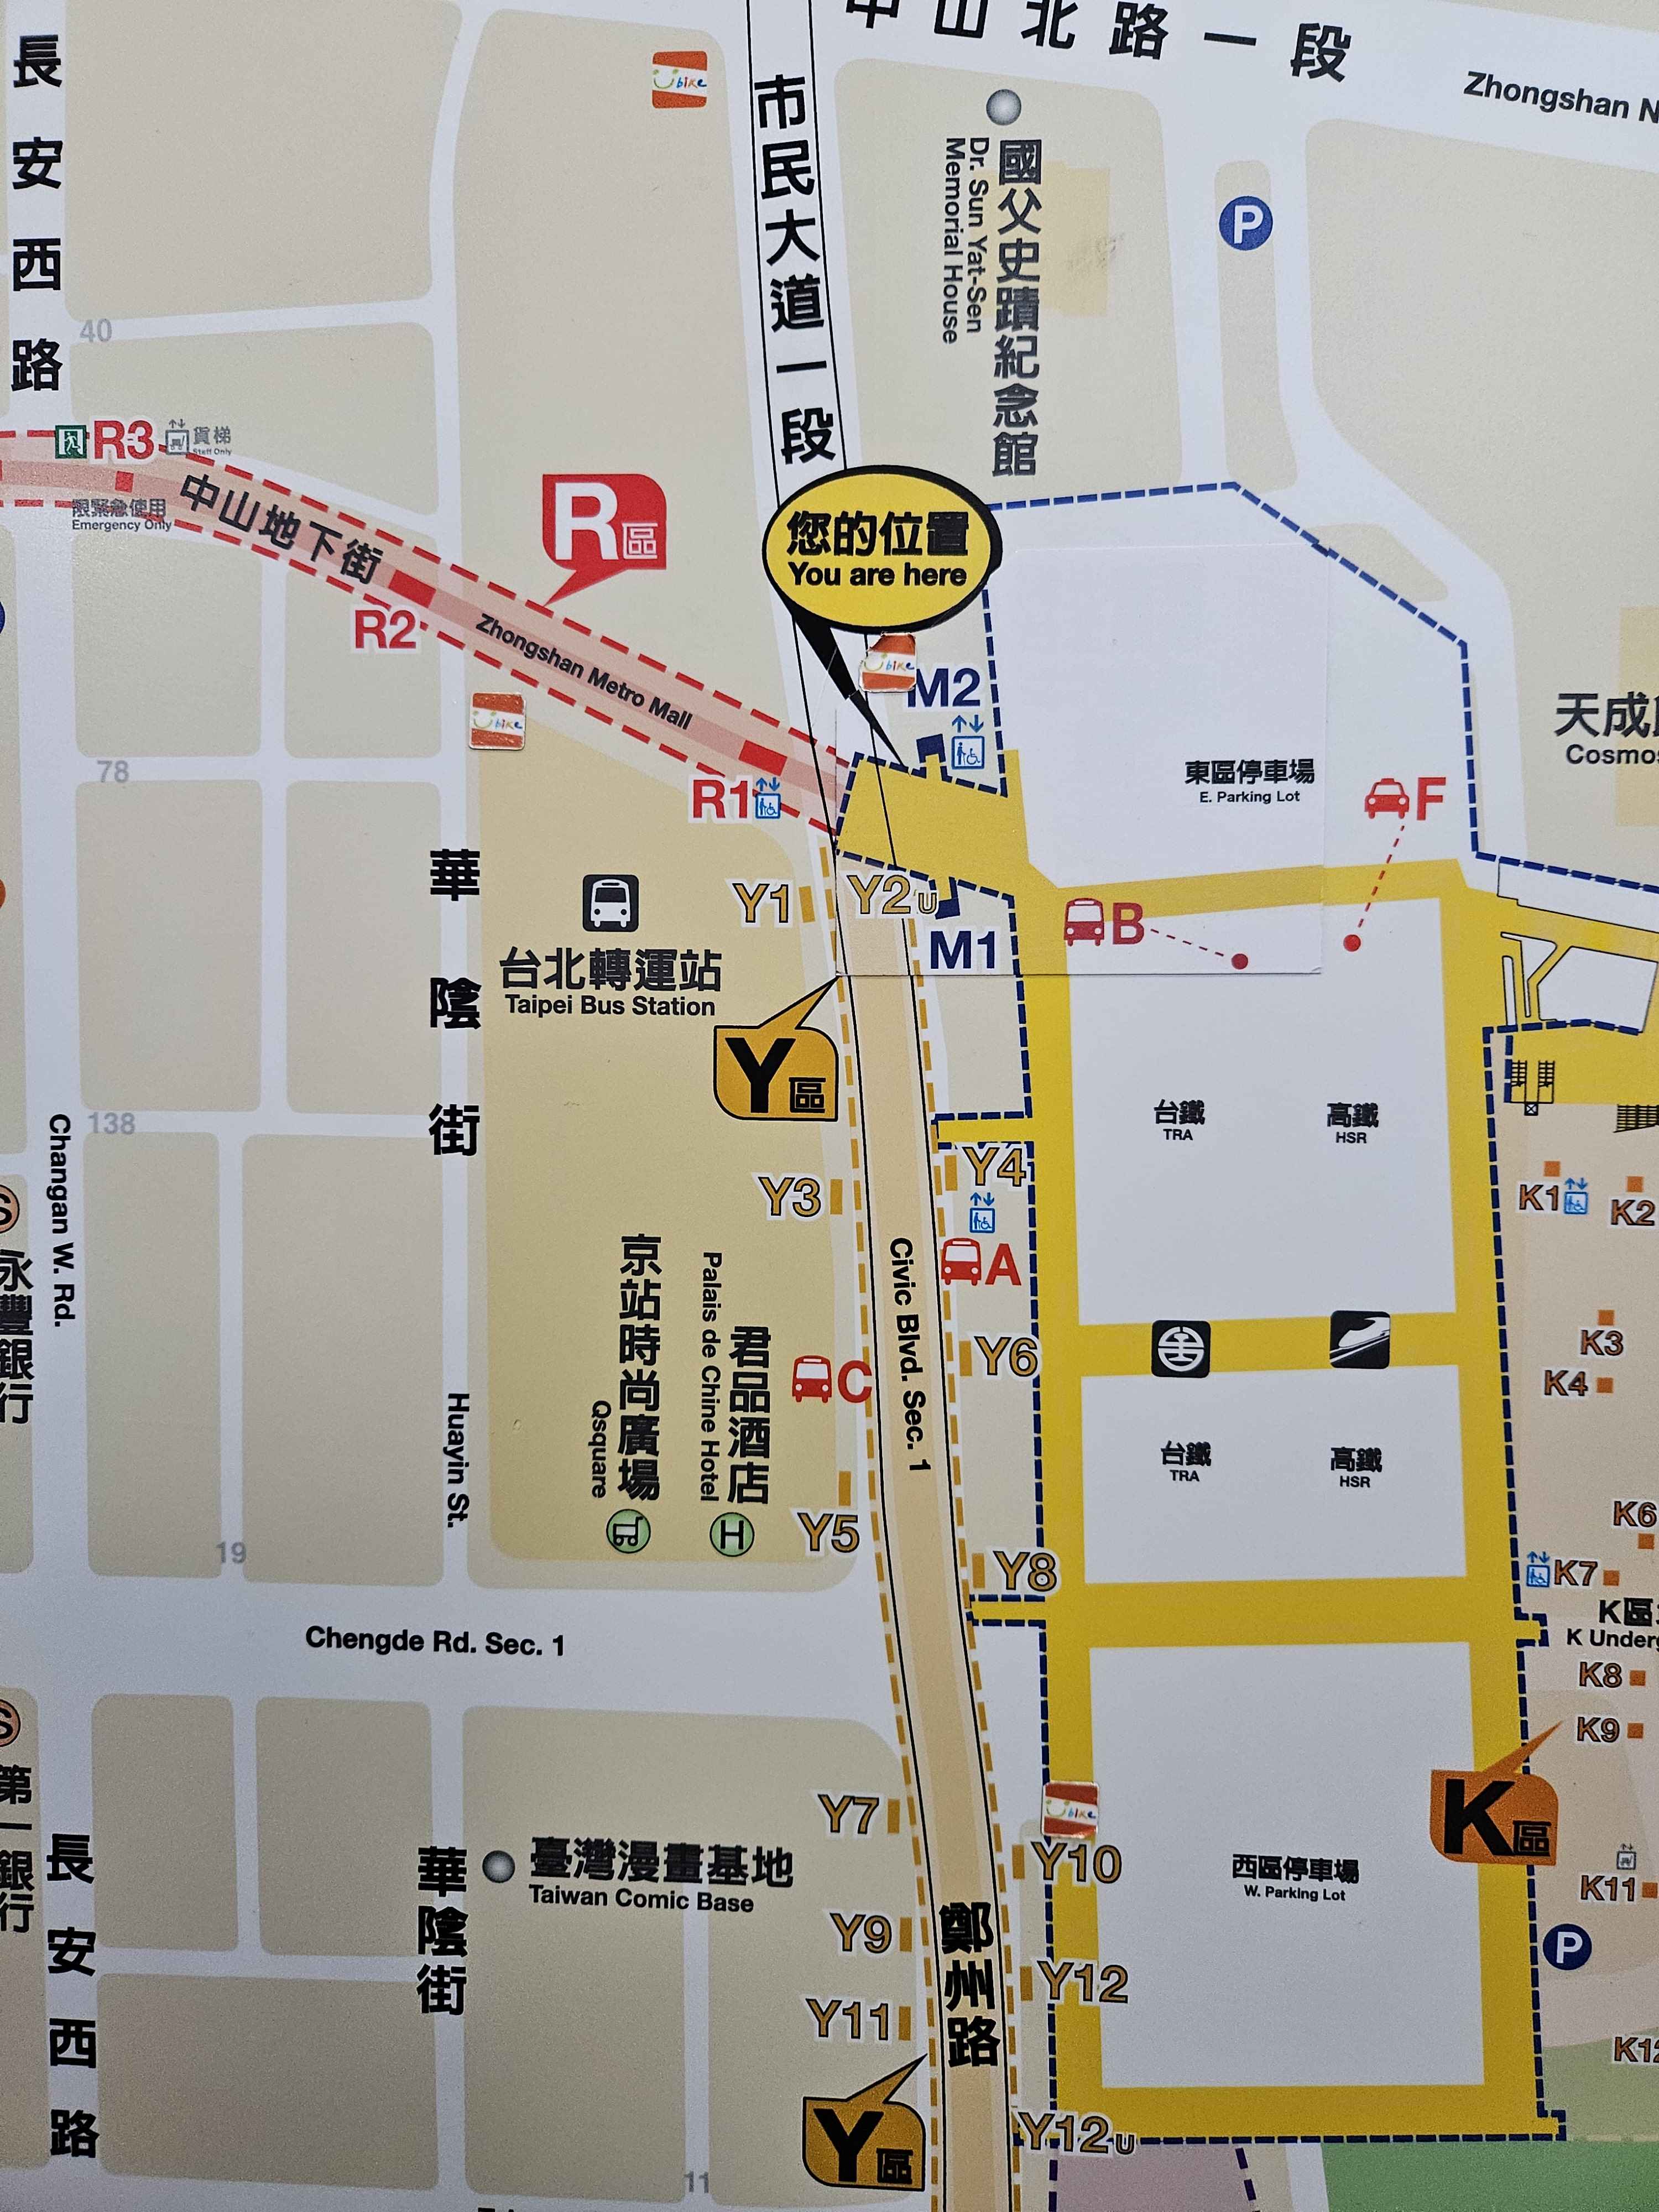 中山北路一段
Zhongshan N
長安西路
市民大道一段
國父史蹟紀念館
Dr. Sun Yat-Sen
Memorial House
P
40
R3
貨梯
Staff Only
限緊急使用
Emergency Only
中山地下街
R區
您的位置
You are here
R2
Zhongshan Metro Mall
M2
天成
Cosmos
東區停車場
E. Parking Lot
F
78
R1
華陰街
Y1
Y2U
B
M1
台北轉運站
Taipei Bus Station
Y區
138
Changan W. Rd.
台鐵
TRA
高鐵
HSR
Y4
Y3
K1
K2
A
Civic Blvd. Sec. 1
永豐銀行
京站時尚廣場
Qsquare
君品酒店
Palais de Chine Hotel
H
C
Y6
K3
K4
Huayin St.
台鐵
TRA
高鐵
HSR
Y5
Y8
K6
K7
19
K區
K Underg
Chengde Rd. Sec. 1
K8
K9
第一銀行
K區
Y7
Y10
臺灣漫畫基地
Taiwan Comic Base
西區停車場
W. Parking Lot
K11
長安西路
華陰街
Y9
鄭州路
P
Y12
Y11
K12
Y區
Y12U
11